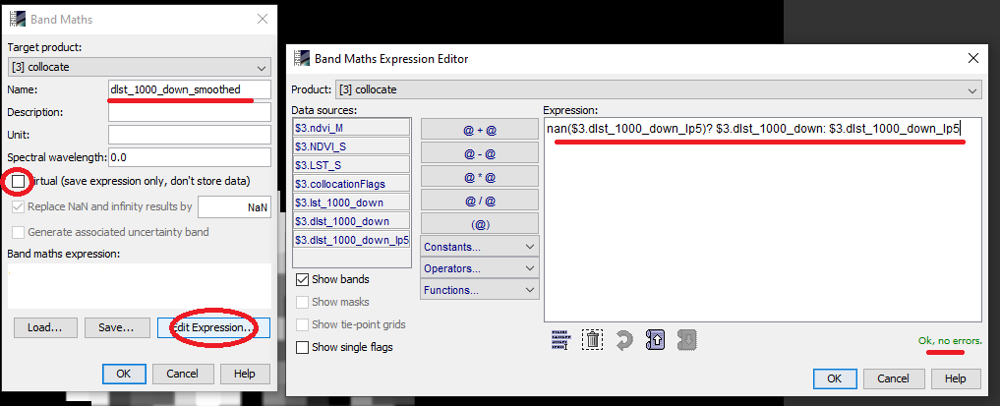 Band Maths
Target product:
[3] collocate
Name: dlst_1000_down_smoothed
Description:
Unit:
Spectral wavelength: 0.0
Virtual (save expression only, don't store data)
Replace NaN and infinity results by NaN
Generate associated uncertainty band
Band maths expression:
Load... Save... Edit Expression...
OK Cancel Help
Band Maths Expression Editor
Product: [3] collocate
Data sources:
$3.ndvi_M
$3.NDVI_S
$3.LST_S
$3.collocationFlags
$3.lst_1000_down
$3.dlst_1000_down
$3.dlst_1000_down_lp5
Show bands
Show masks
Show tie-point grids
Show single flags
@ + @
@ - @
@ * @
@ / @
(@)
Constants...
Operators...
Functions...
Expression:
nan($3.dlst_1000_down_lp5)? $3.dlst_1000_down: $3.dlst_1000_down_lp5
Ok, no errors.
OK Cancel Help